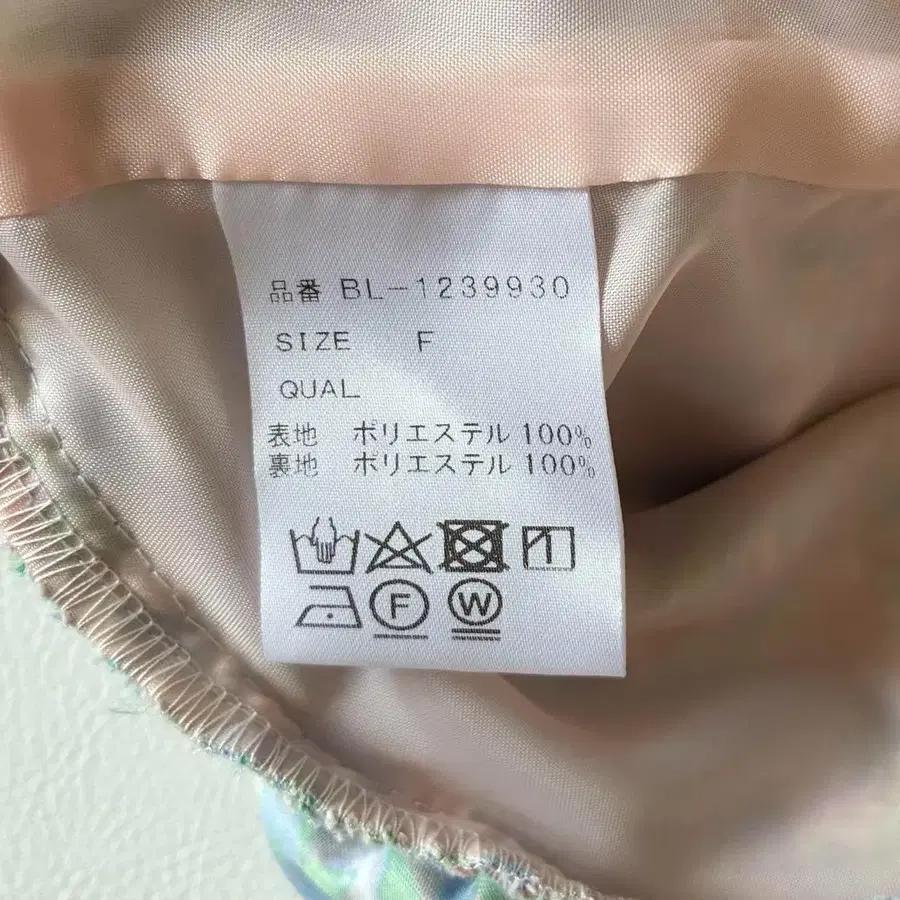 品番 BL-1239930
SIZE F
QUAL
表地 ポリエステル 100%
裏地 ポリエステル 100%
F W